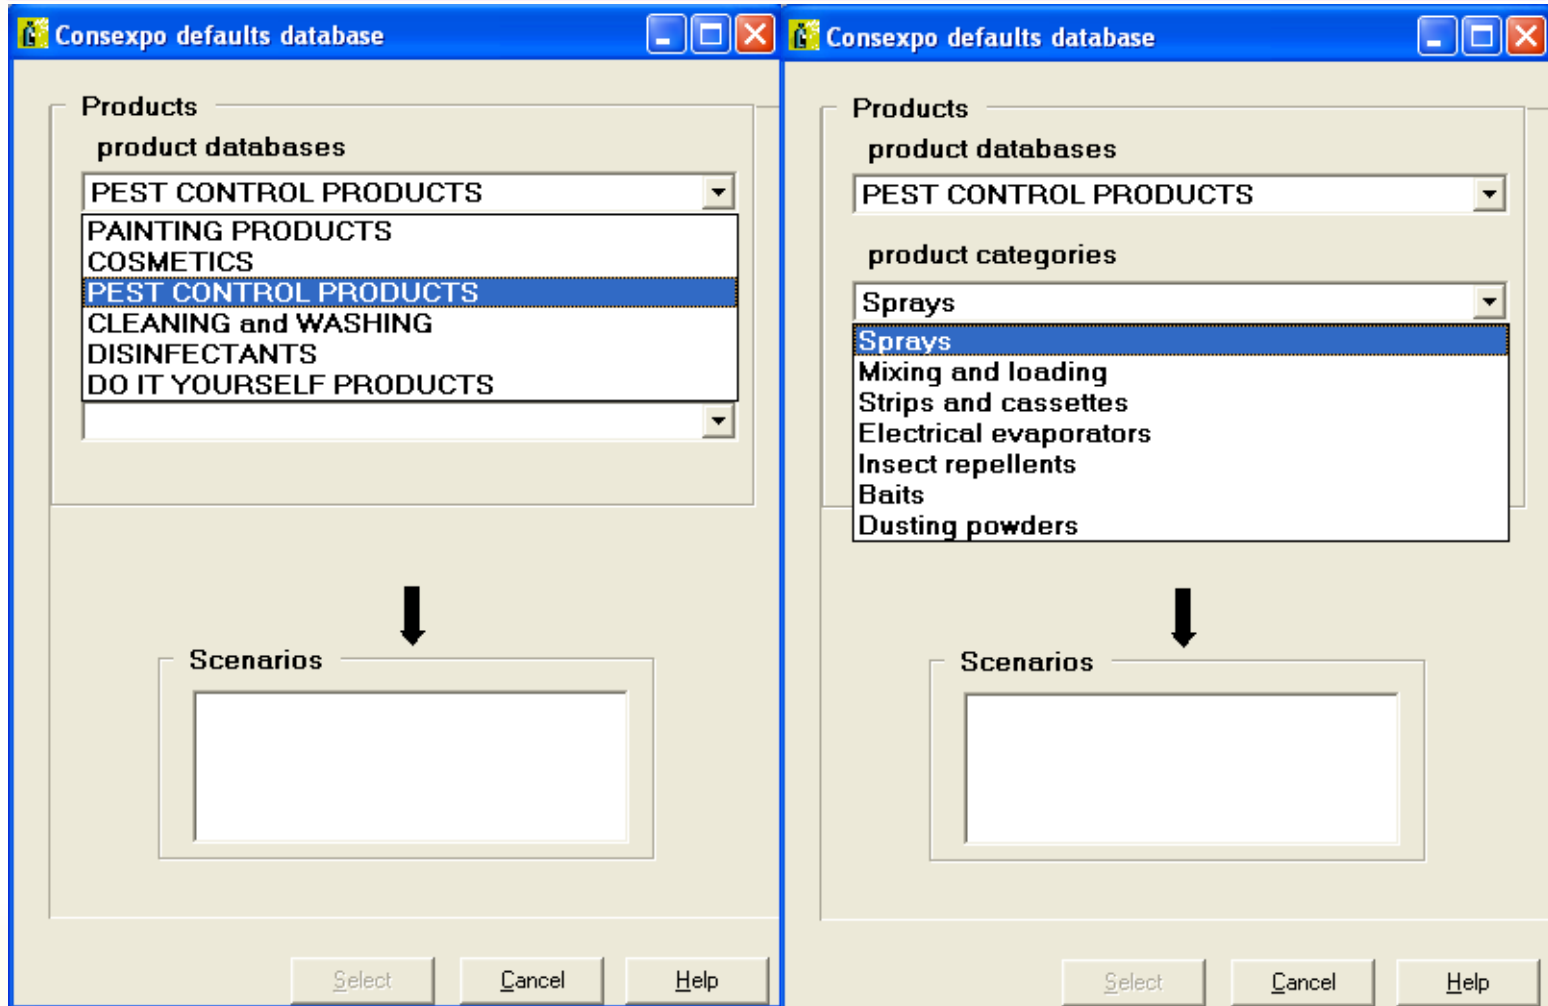 Consexpo defaults database
Products
product databases
PEST CONTROL PRODUCTS
PAINTING PRODUCTS
COSMETICS
PEST CONTROL PRODUCTS
CLEANING and WASHING
DISINFECTANTS
DO IT YOURSELF PRODUCTS
Scenarios
Select
Cancel
Help
Consexpo defaults database
Products
product databases
PEST CONTROL PRODUCTS
product categories
Sprays
Sprays
Mixing and loading
Strips and cassettes
Electrical evaporators
Insect repellents
Baits
Dusting powders
Scenarios
Select
Cancel
Help